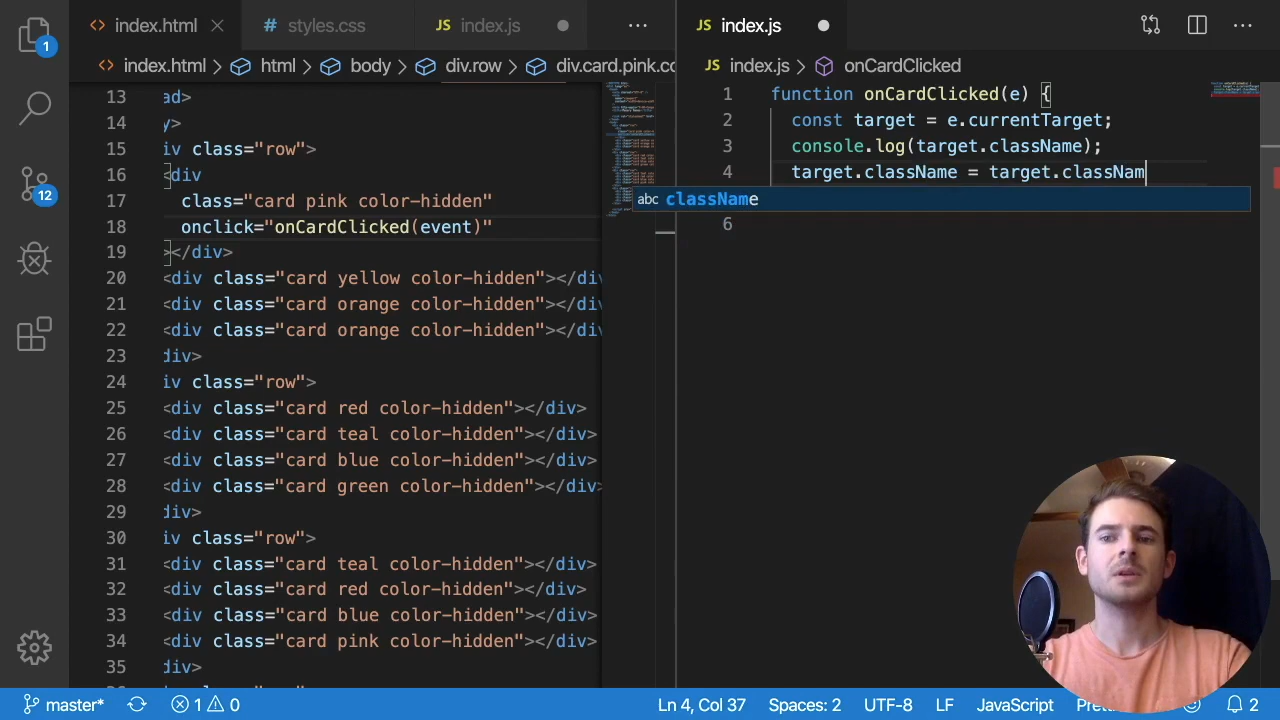 index.html
styles.css
index.js
index.js
1
index.html > html > body > div.row > div.card.pink.co
index.js > onCardClicked
13 ad>
14 y>
15 iv class="row">
16 <div
17 class="card pink color-hidden"
18 onclick="onCardClicked(event)"
19 ></div>
20 <div class="card yellow color-hidden"></div
21 <div class="card orange color-hidden"></div
22 <div class="card orange color-hidden"></div
23 div>
24 iv class="row">
25 <div class="card red color-hidden"></div>
26 <div class="card teal color-hidden"></div>
27 <div class="card blue color-hidden"></div>
28 <div class="card green color-hidden"></div>
29 div>
30 iv class="row">
31 <div class="card teal color-hidden"></div>
32 <div class="card red color-hidden"></div>
33 <div class="card blue color-hidden"></div>
34 <div class="card pink color-hidden"></div>
35 div>
1 function onCardClicked(e) {
2 const target = e.currentTarget;
3 console.log(target.className);
4 target.className = target.classNam
abc className
6
12
master*
1 0
Ln 4, Col 37
Spaces: 2
UTF-8
LF
JavaScript
2